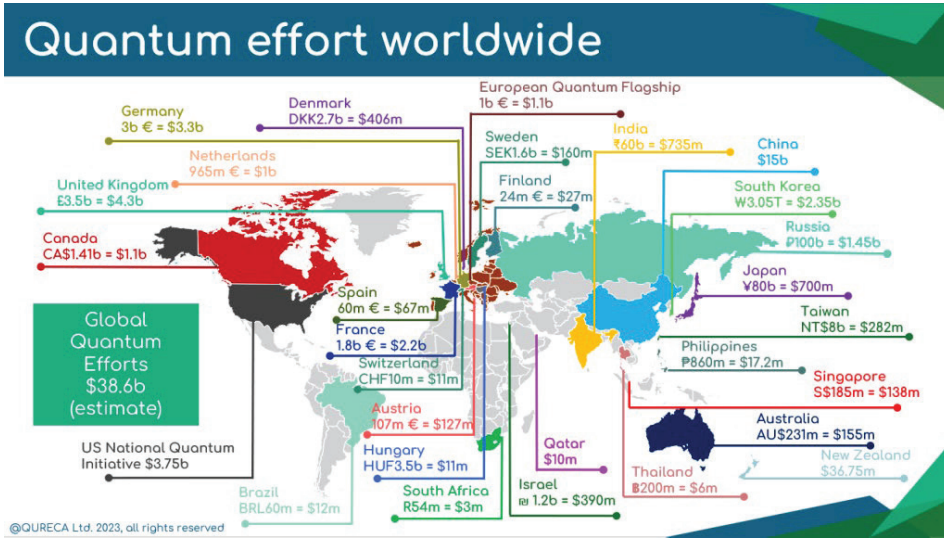 Quantum effort worldwide
European Quantum Flagship
1b € = $1.1b
Germany
3b € = $3.3b
Denmark
DKK2.7b = $406m
Sweden
SEK1.6b = $160m
India
₹60b = $735m
China
$15b
Netherlands
965m € = $1b
Finland
24m € = $27m
United Kingdom
£3.5b = $4.3b
South Korea
₩3.05T = $2.35b
Russia
₽100b = $1.45b
Canada
CA$1.41b = $1.1b
Japan
¥80b = $700m
Spain
60m € = $67m
Taiwan
NT$8b = $282m
Global
Quantum
Efforts
$38.6b
(estimate)
France
1.8b € = $2.2b
Philippines
₱860m = $17.2m
Switzerland
CHF10m = $11m
Singapore
S$185m = $138m
Austria
107m € = $127m
Australia
AU$231m = $155m
US National Quantum
Initiative $3.75b
Hungary
HUF3.5b = $11m
Qatar
$10m
New Zealand
$36.75m
Thailand
฿200m = $6m
Israel
₪ 1.2b = $390m
South Africa
R54m = $3m
Brazil
BRL60m = $12m
@QURECA Ltd. 2023, all rights reserved